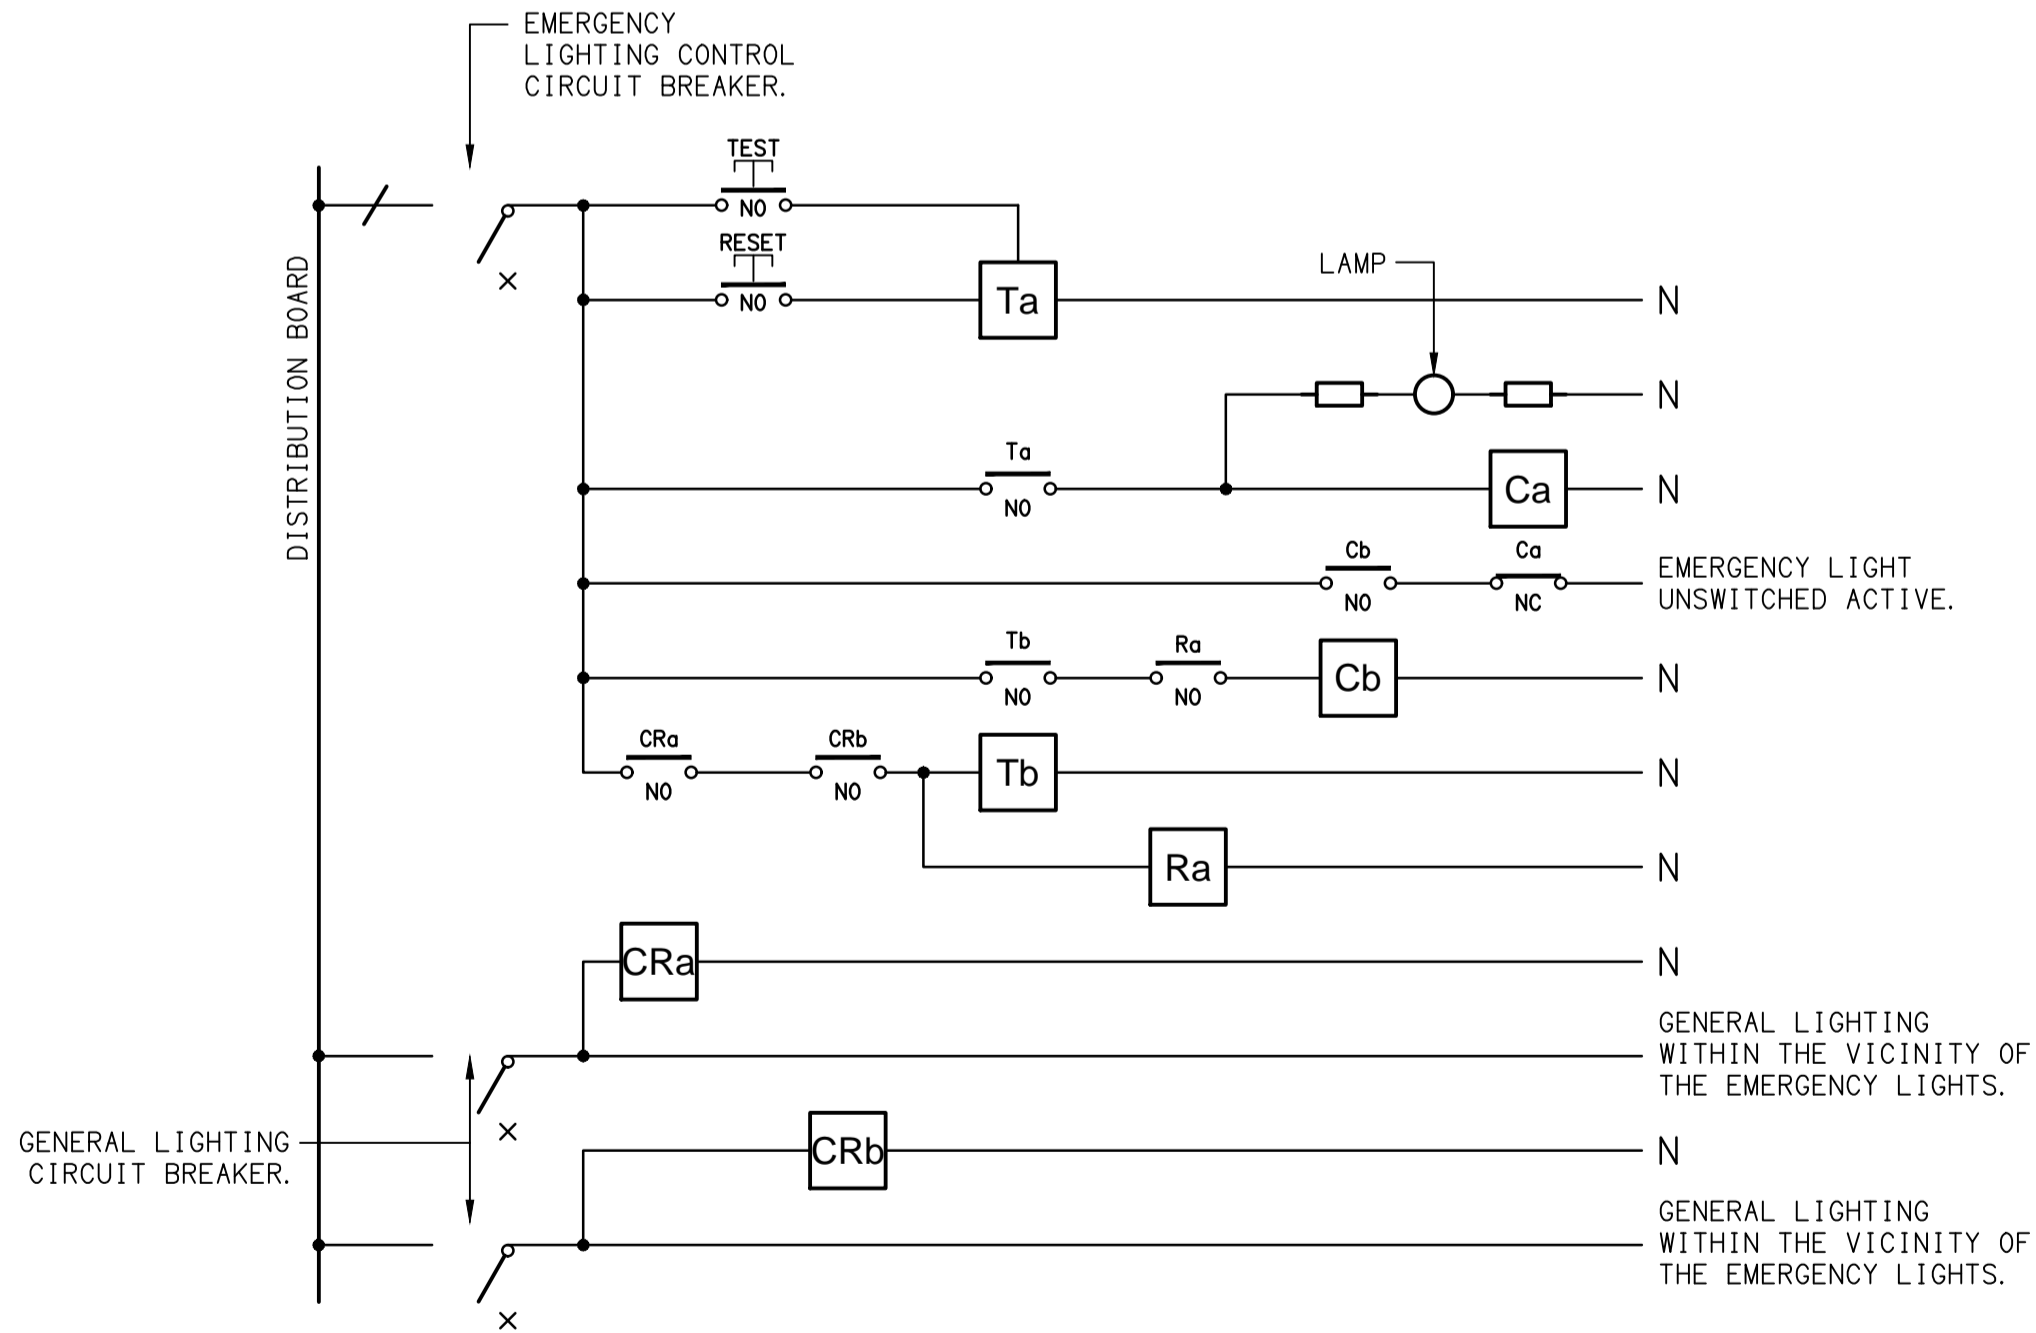 EMERGENCY
LIGHTING CONTROL
CIRCUIT BREAKER.
TEST
NO
RESET
NO
DISTRIBUTION BOARD
Ta
N
LAMP
N
Ta
NO
Ca
N
Cb
NO
Ca
NC
EMERGENCY LIGHT
UNSWITCHED ACTIVE.
Tb
NO
Ra
NO
Cb
N
CRa
NO
CRb
NO
Tb
N
Ra
N
CRa
N
GENERAL LIGHTING
WITHIN THE VICINITY OF
THE EMERGENCY LIGHTS.
GENERAL LIGHTING
CIRCUIT BREAKER.
CRb
N
GENERAL LIGHTING
WITHIN THE VICINITY OF
THE EMERGENCY LIGHTS.